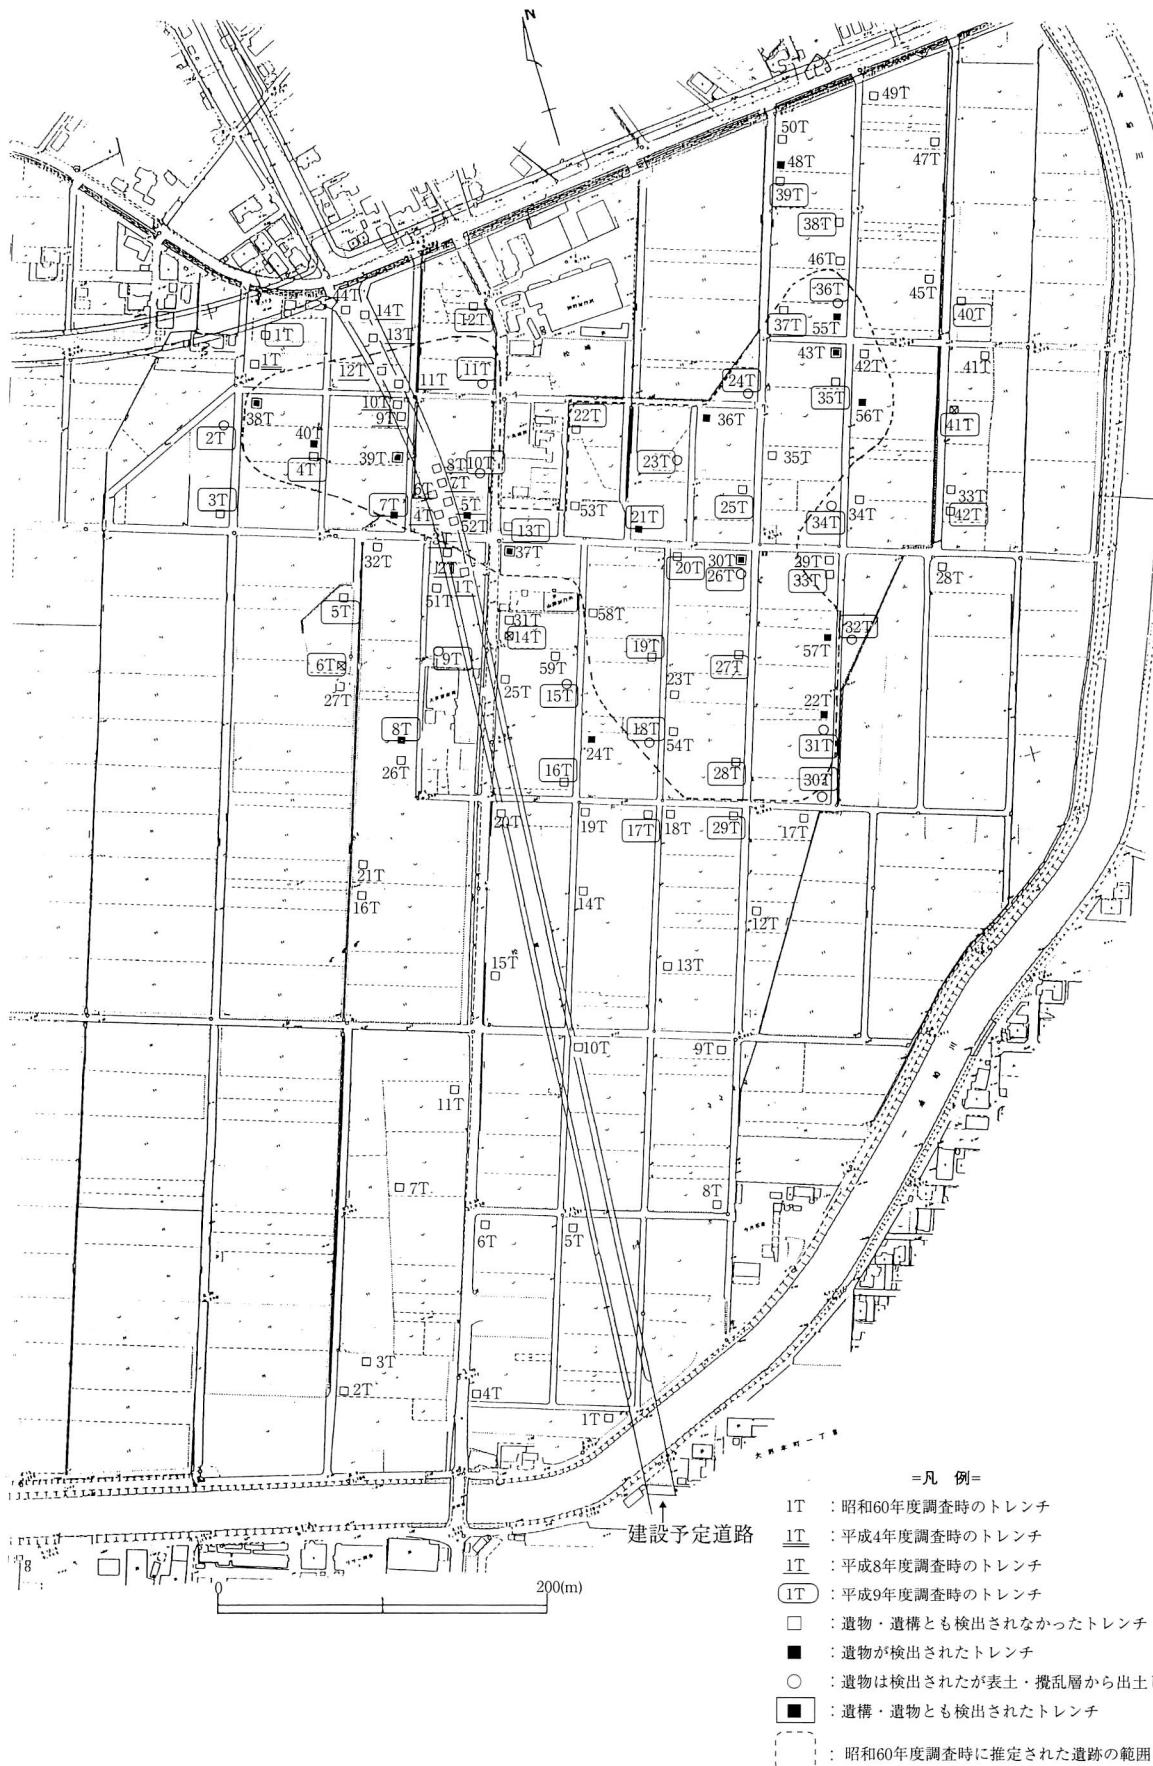 N
49T
50T
47T
48T
39T
38T
46T
36T
45T
44T
14T
12T
37T
55T
40T
1T
13T
43T
42T
41T
1T
12T
11T
11T
24T
35T
10T
9T
38T
22T
36T
56T
41T
2T
40T
4T
39T
8T
10T
7T
23T
35T
3T
7T
6T
4T
5T
52T
53T
21T
25T
34T
34T
33T
42T
13T
37T
32T
3T
2T
1T
20T
30T
26T
39T
33T
28T
5T
51T
31T
14T
58T
32T
6T
27T
9T
59T
19T
27T
57T
25T
15T
23T
22T
8T
24T
18T
54T
31T
26T
16T
28T
30T
20T
19T
17T
18T
29T
17T
21T
16T
14T
12T
15T
13T
10T
9T
11T
7T
8T
6T
5T
3T
2T
4T
1T
大州本町一丁目
建設予定道路
0 200(m)
=凡 例=
1T :昭和60年度調査時のトレンチ
1T :平成4年度調査時のトレンチ
1T :平成8年度調査時のトレンチ
1T :平成9年度調査時のトレンチ
□ :遺物・遺構とも検出されなかったトレンチ
■ :遺物が検出されたトレンチ
○ :遺物は検出されたが表土・攪乱層から出土
■ :遺構・遺物とも検出されたトレンチ
:昭和60年度調査時に推定された遺跡の範囲